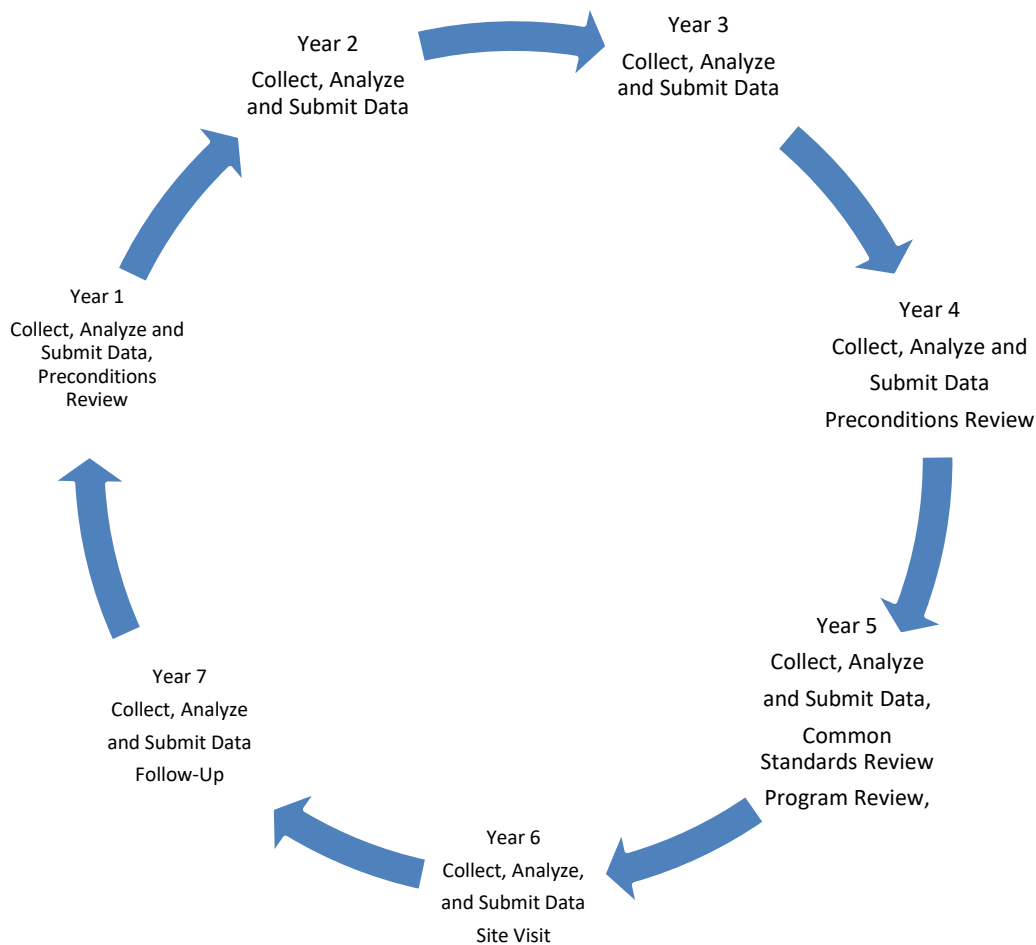 Year 1
Collect, Analyze and
Submit Data,
Preconditions
Review
Year 2
Collect, Analyze
and Submit Data
Year 3
Collect, Analyze
and Submit Data
Year 4
Collect, Analyze and
Submit Data
Preconditions Review
Year 5
Collect, Analyze
and Submit Data,
Common
Standards Review
Program Review,
Year 6
Collect, Analyze,
and Submit Data
Site Visit
Year 7
Collect, Analyze
and Submit Data
Follow-Up